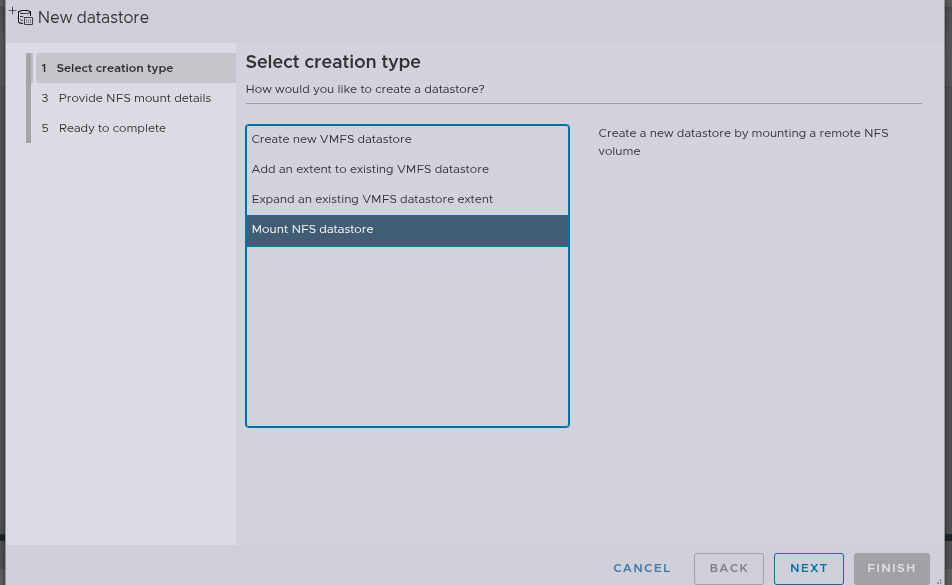 New datastore
1 Select creation type
3 Provide NFS mount details
5 Ready to complete
Select creation type
How would you like to create a datastore?
Create new VMFS datastore
Add an extent to existing VMFS datastore
Expand an existing VMFS datastore extent
Mount NFS datastore
Create a new datastore by mounting a remote NFS
volume
CANCEL
BACK
NEXT
FINISH